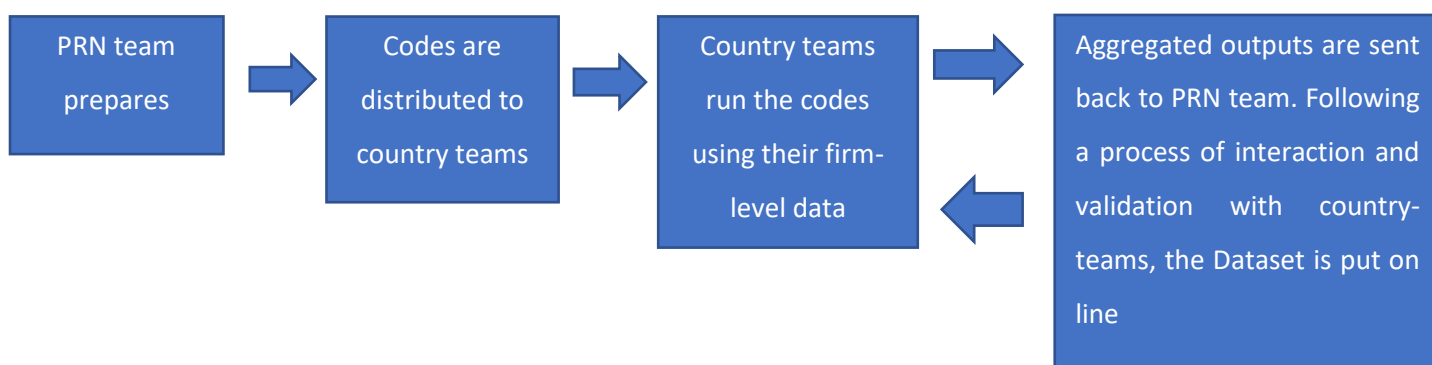 PRN team
prepares
Codes are
distributed to
country teams
Country teams
run the codes
using their firm-
level data
Aggregated outputs are sent
back to PRN team. Following
a process of interaction and
validation with country-
teams, the Dataset is put on
line